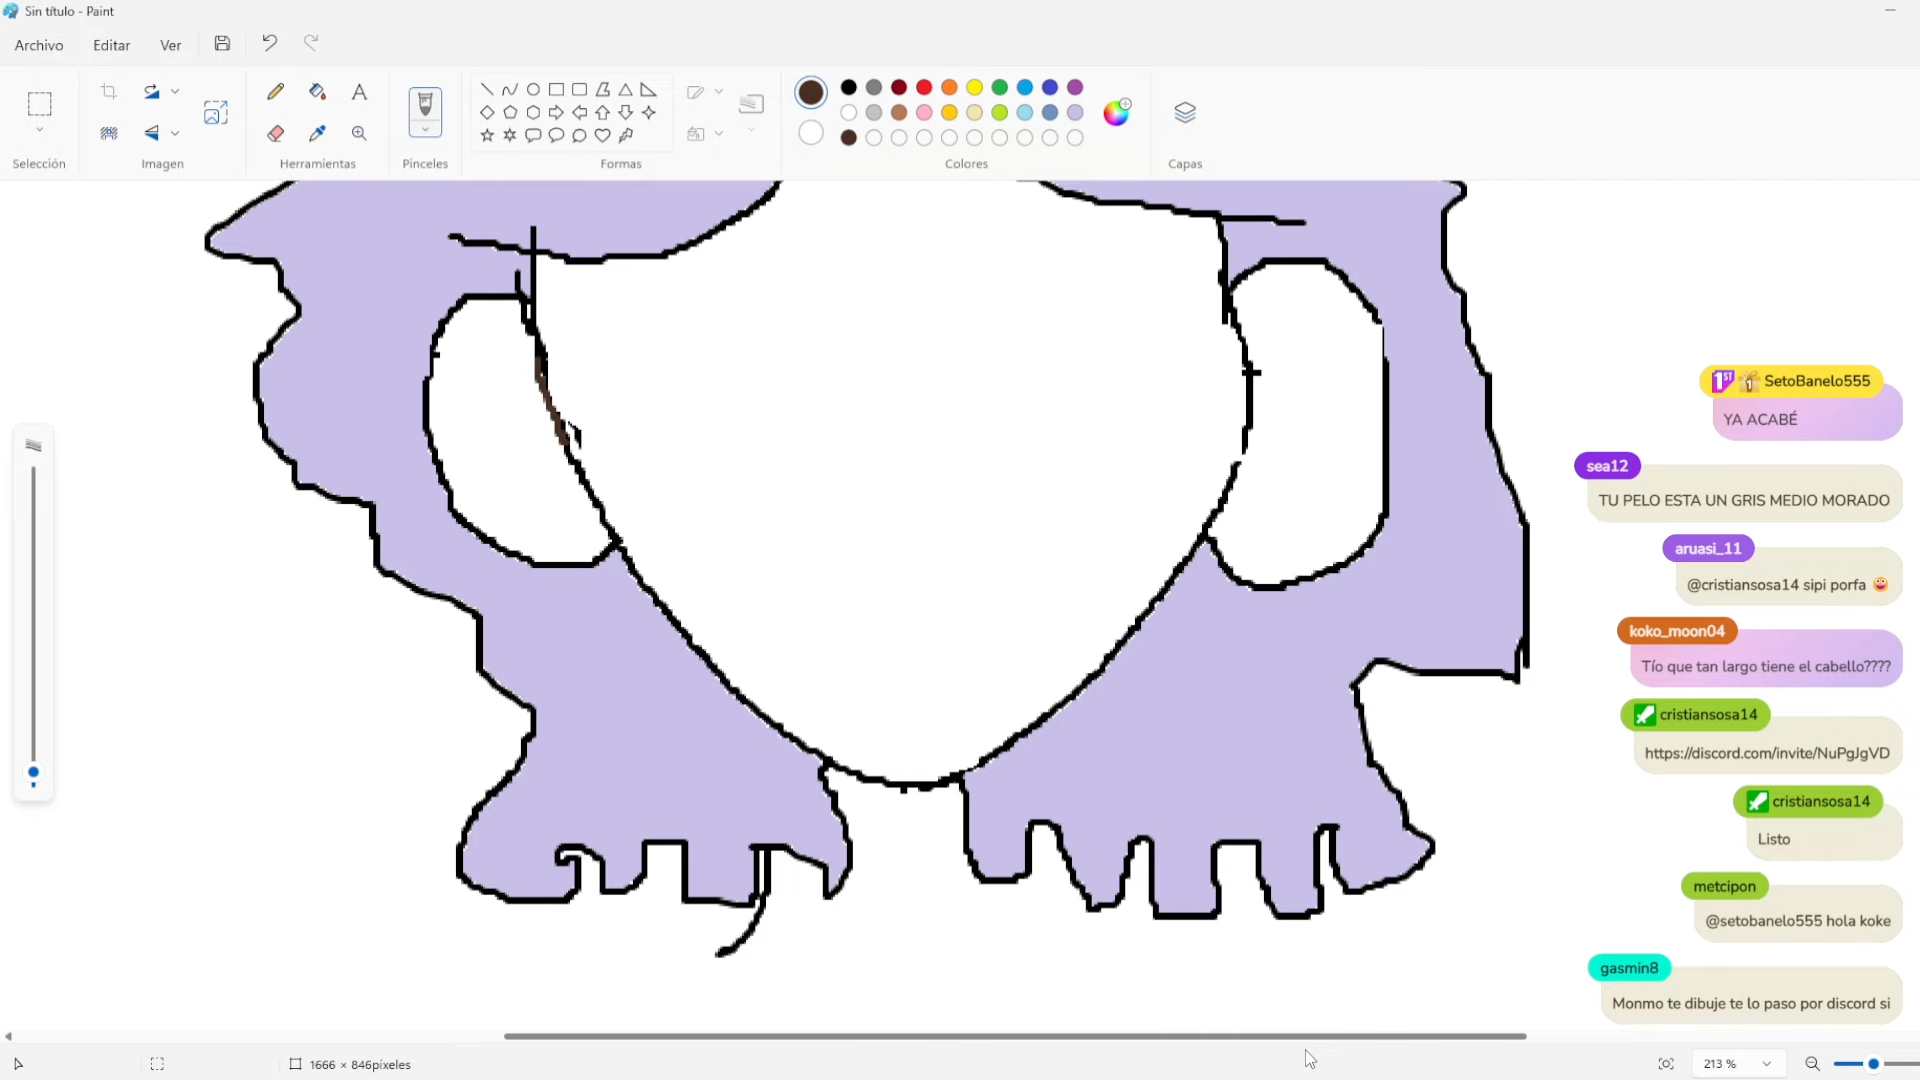 Sin título - Paint
Archivo
Editar
Ver
Selección
Imagen
Herramientas
Pinceles
Formas
Colores
Capas
1ST 1 SetoBanelo555
YA ACABÉ
sea12
TU PELO ESTA UN GRIS MEDIO MORADO
aruasi_11
@cristiansosa14 sipi porfa
koko_moon04
Tío que tan largo tiene el cabello????
cristiansosa14
https://discord.com/invite/NuPgJgVD
cristiansosa14
Listo
metcipon
@setobanelo555 hola koke
gasmin8
Monmo te dibuje te lo paso por discord si
1666 × 846píxeles
213 %